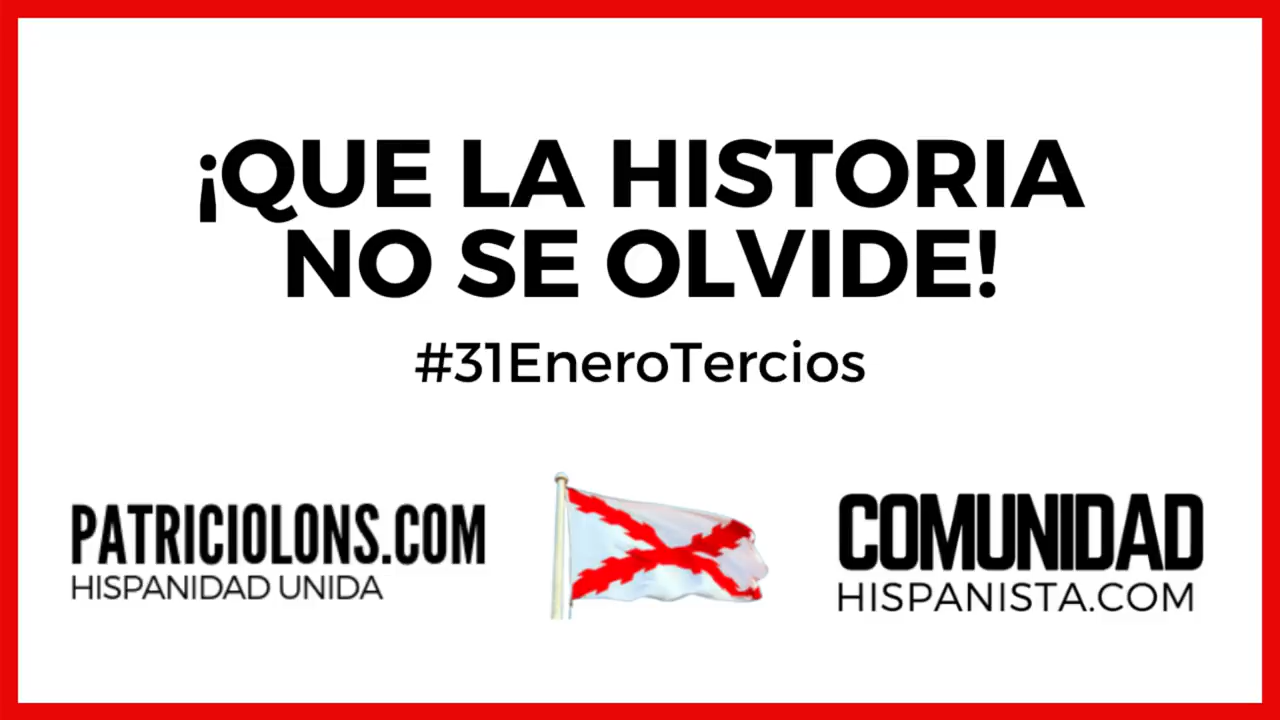 ¡QUE LA HISTORIA
NO SE OLVIDE!
#31EneroTercios
PATRICIOLONS.COM
HISPANIDAD UNIDA
COMUNIDAD
HISPANISTA.COM